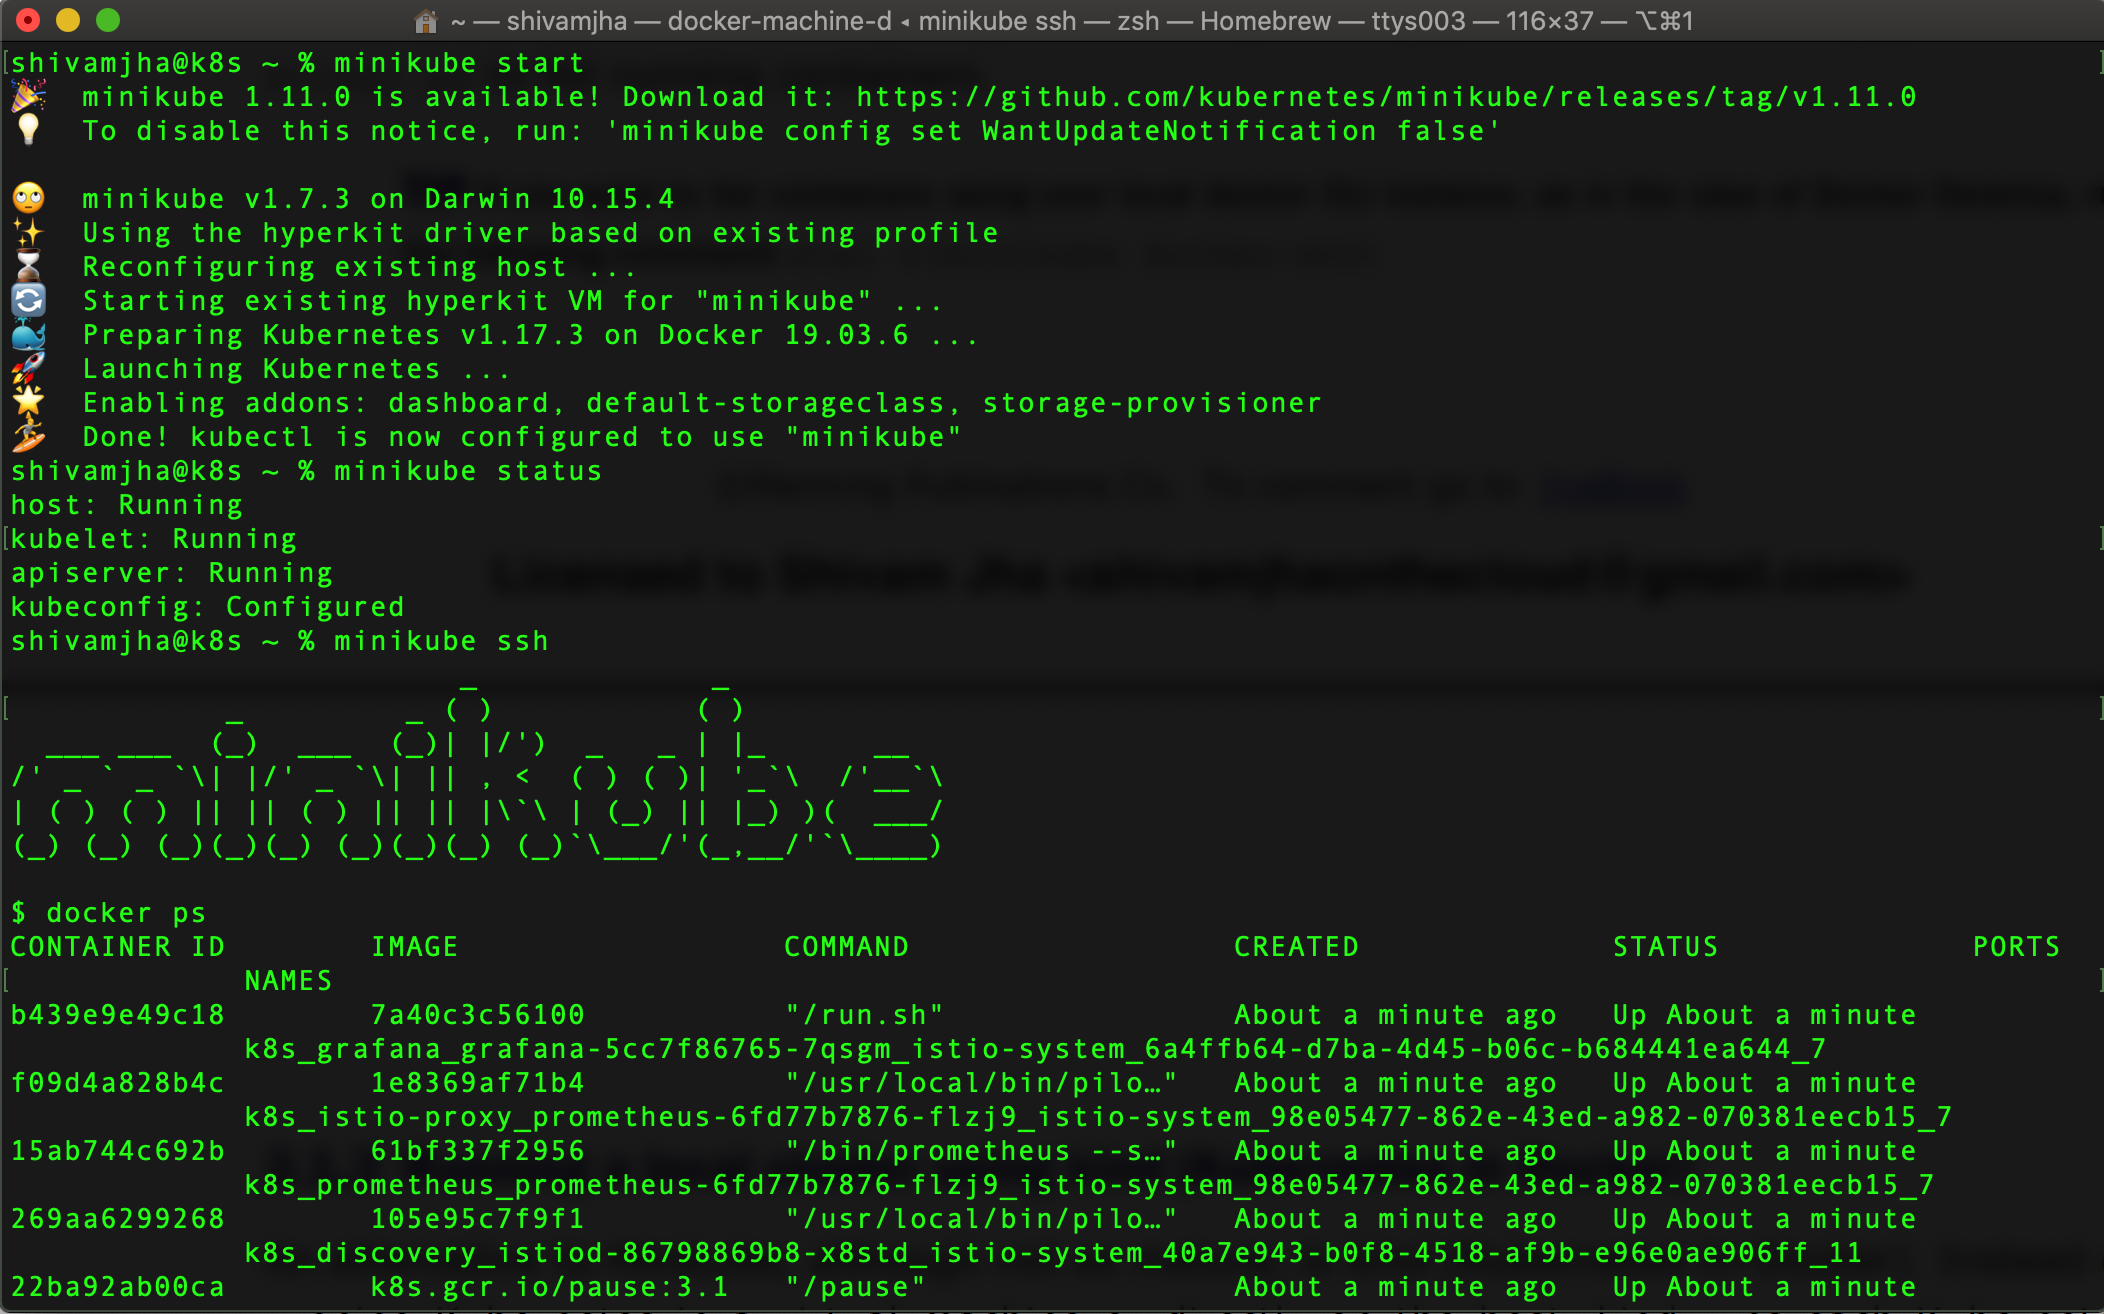 ~ — shivamjha — docker-machine-d ◂ minikube ssh — zsh — Homebrew — ttys003 — 116×37 — ⌥⌘1
shivamjha@k8s ~ % minikube start
🎉  minikube 1.11.0 is available! Download it: https://github.com/kubernetes/minikube/releases/tag/v1.11.0
💡  To disable this notice, run: 'minikube config set WantUpdateNotification false'
🙄  minikube v1.7.3 on Darwin 10.15.4
✨  Using the hyperkit driver based on existing profile
⌛  Reconfiguring existing host ...
🔄  Starting existing hyperkit VM for "minikube" ...
🐳  Preparing Kubernetes v1.17.3 on Docker 19.03.6 ...
🚀  Launching Kubernetes ...
🌟  Enabling addons: dashboard, default-storageclass, storage-provisioner
🏄  Done! kubectl is now configured to use "minikube"
shivamjha@k8s ~ % minikube status
host: Running
kubelet: Running
apiserver: Running
kubeconfig: Configured
shivamjha@k8s ~ % minikube ssh
minikube
$ docker ps
CONTAINER ID        IMAGE                  COMMAND                  CREATED              STATUS              PORTS
NAMES
b439e9e49c18        7a40c3c56100           "/run.sh"                About a minute ago   Up About a minute
k8s_grafana_grafana-5cc7f86765-7qsgm_istio-system_6a4ffb64-d7ba-4d45-b06c-b684441ea644_7
f09d4a828b4c        1e8369af71b4           "/usr/local/bin/pilo…"   About a minute ago   Up About a minute
k8s_istio-proxy_prometheus-6fd77b7876-flzj9_istio-system_98e05477-862e-43ed-a982-070381eecb15_7
15ab744c692b        61bf337f2956           "/bin/prometheus --s…"   About a minute ago   Up About a minute
k8s_prometheus_prometheus-6fd77b7876-flzj9_istio-system_98e05477-862e-43ed-a982-070381eecb15_7
269aa6299268        105e95c7f9f1           "/usr/local/bin/pilo…"   About a minute ago   Up About a minute
k8s_discovery_istiod-86798869b8-x8std_istio-system_40a7e943-b0f8-4518-af9b-e96e0ae906ff_11
22ba92ab00ca        k8s.gcr.io/pause:3.1   "/pause"                 About a minute ago   Up About a minute